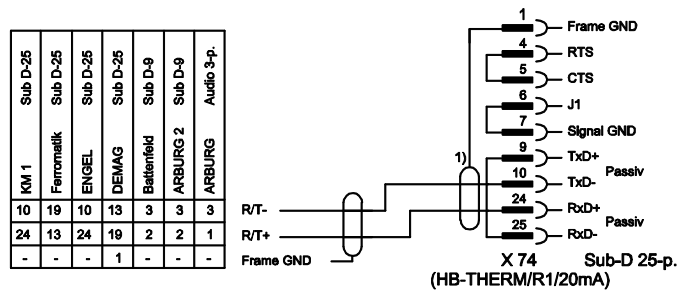 KM 1 Sub D-25
Ferromatik Sub D-25
ENGEL Sub D-25
DEMAG Sub D-25
Battenfeld Sub D-9
ARBURG 2 Sub D-9
ARBURG Audio 3-p.
10 19 10 13 3 3 3
24 13 24 19 2 2 1
- - - 1 - - -
R/T-
R/T+
Frame GND
1)
1 Frame GND
4 RTS
5 CTS
6 J1
7 Signal GND
9 TxD+
Passiv
10 TxD-
24 RxD+
Passiv
25 RxD-
X 74 Sub-D 25-p.
(HB-THERM/R1/20mA)